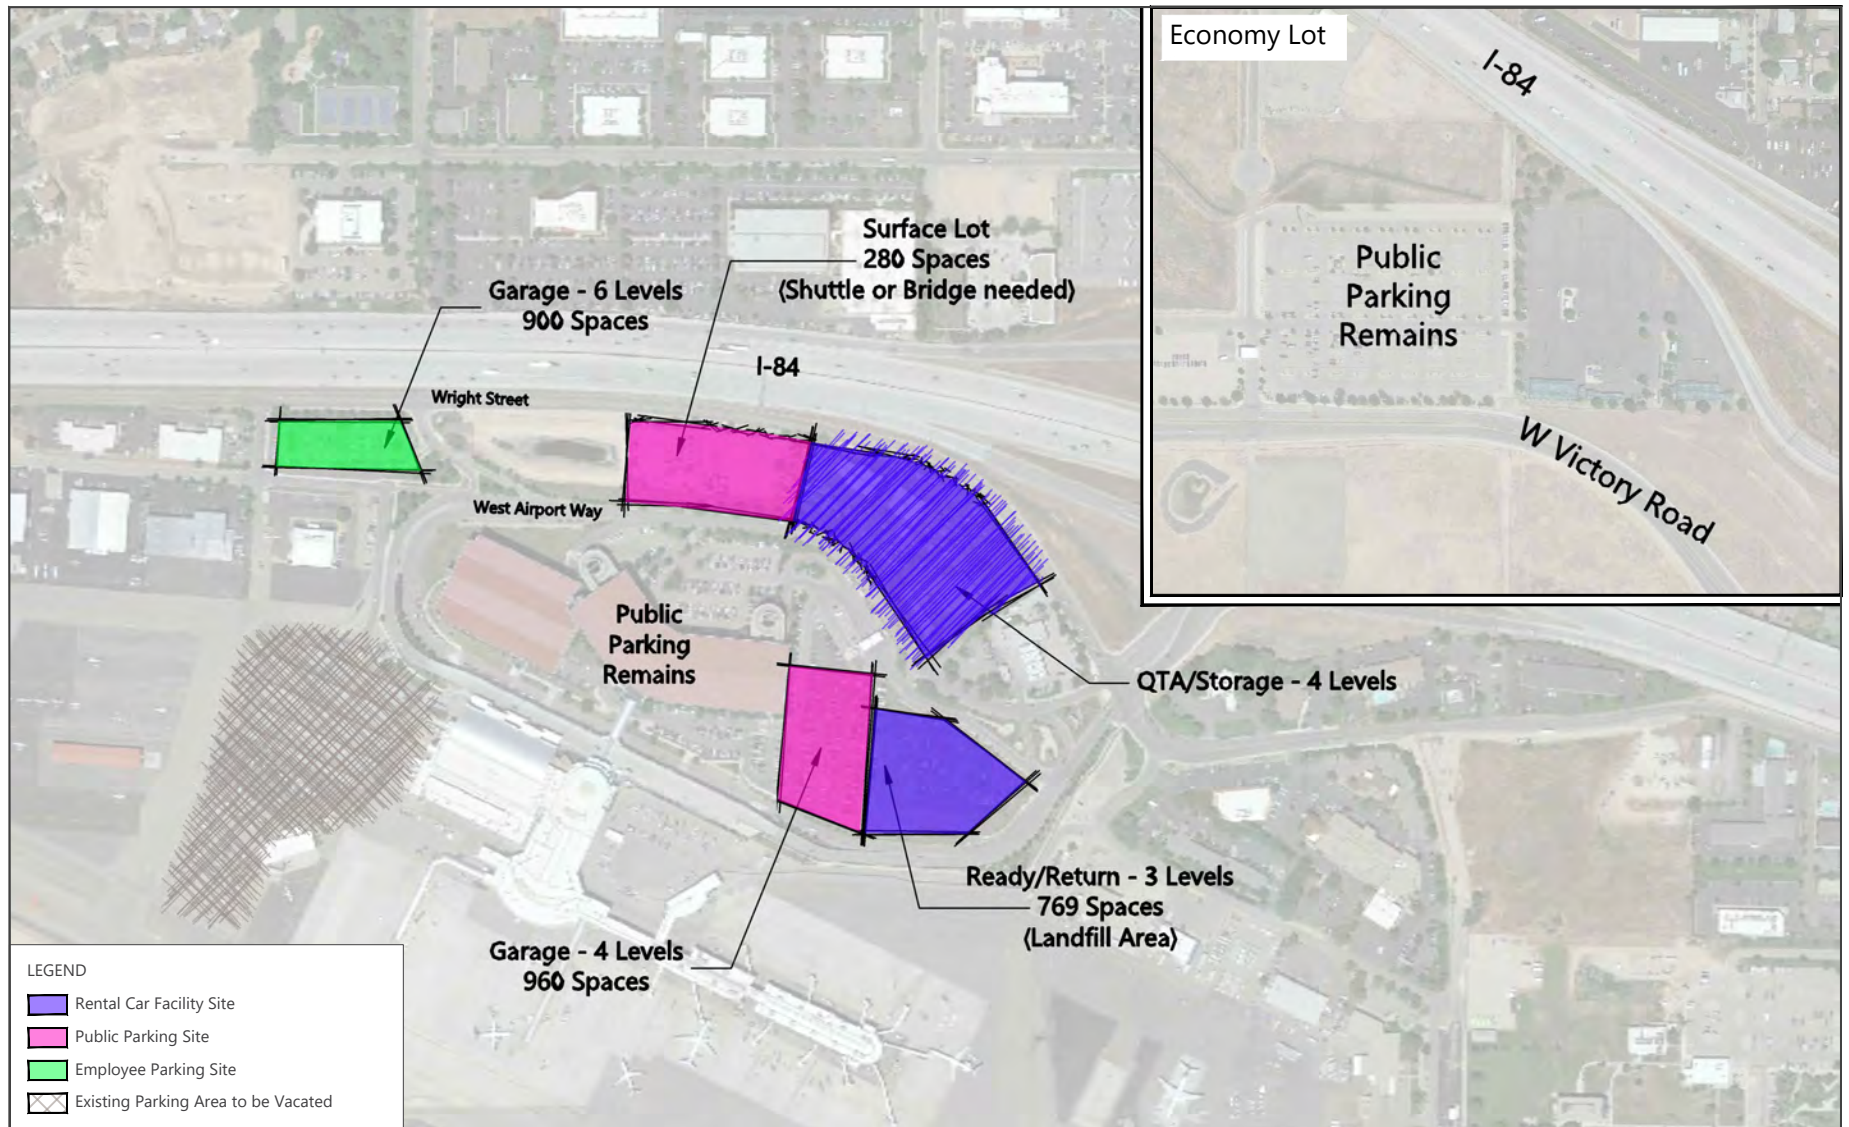 Economy Lot
I-84
Surface Lot
280 Spaces
(Shuttle or Bridge needed)
Garage - 6 Levels
900 Spaces
Public
Parking
Remains
I-84
Wright Street
W Victory Road
West Airport Way
Public
Parking
Remains
QTA/Storage - 4 Levels
Ready/Return - 3 Levels
769 Spaces
(Landfill Area)
Garage - 4 Levels
960 Spaces
LEGEND
Rental Car Facility Site
Public Parking Site
Employee Parking Site
Existing Parking Area to be Vacated